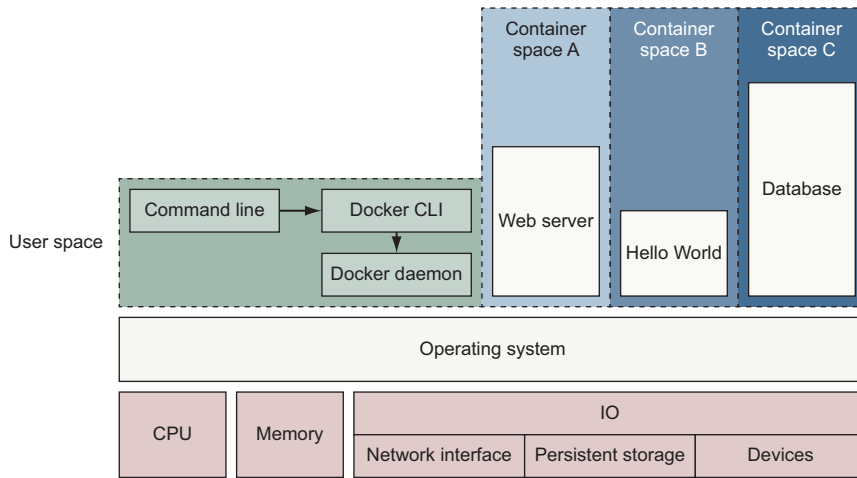 Container
space A
Container
space B
Container
space C
Command line
Docker CLI
Database
Web server
User space
Hello World
Docker daemon
Operating system
CPU
Memory
IO
Network interface
Persistent storage
Devices